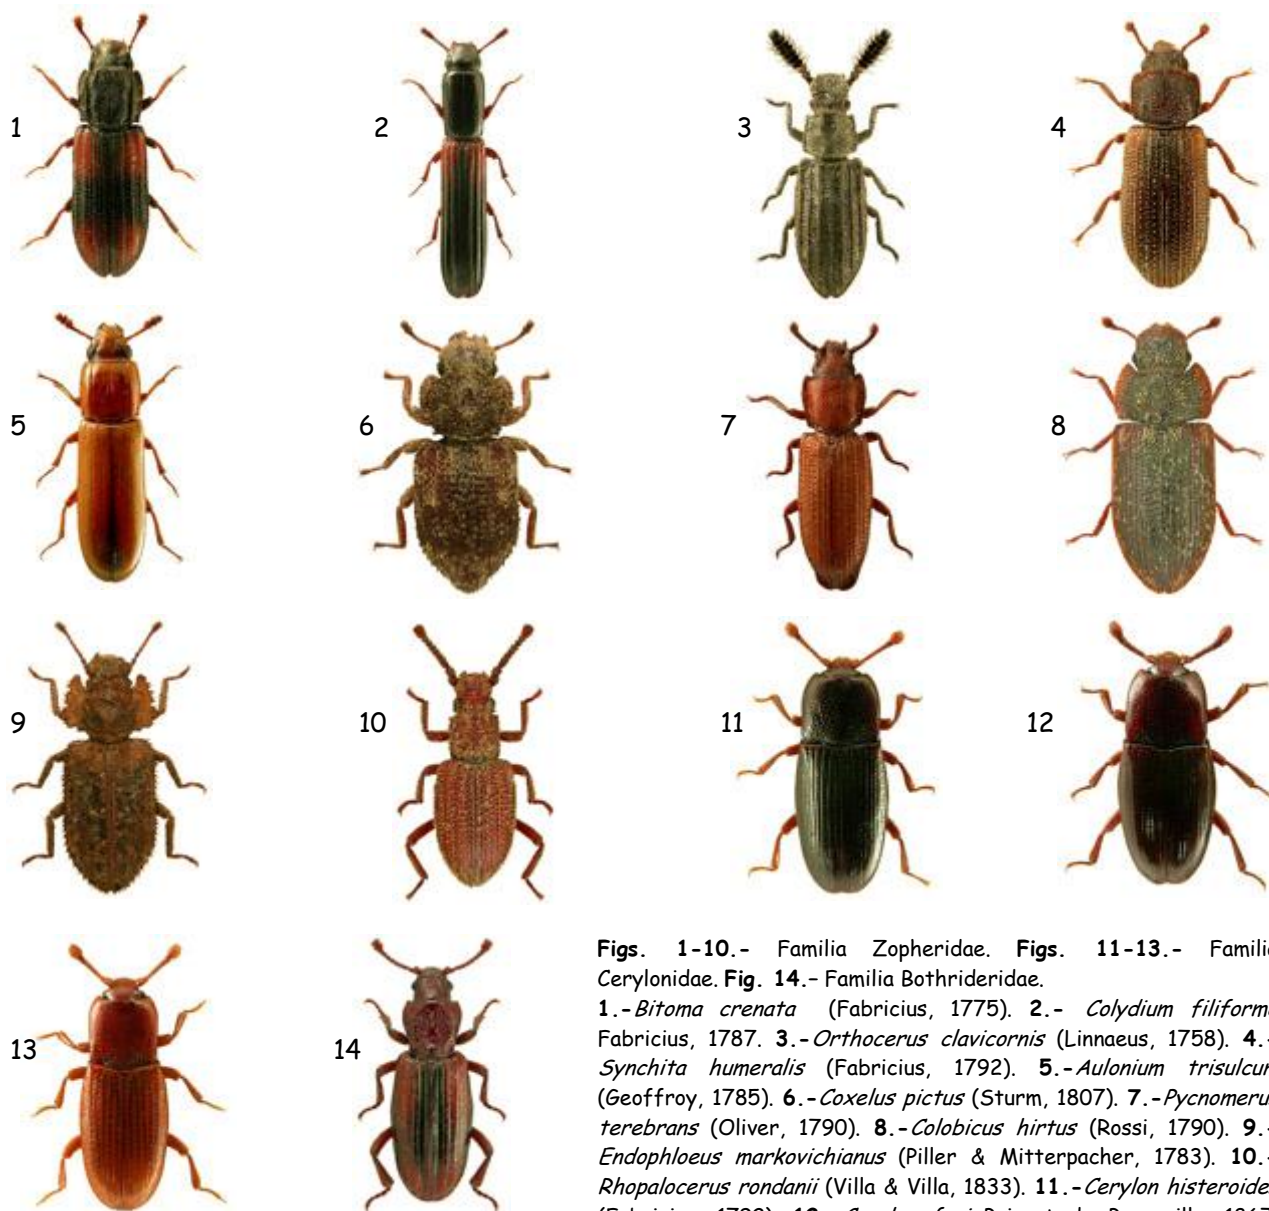 1
2
3
4
5
6
7
8
9
10
11
12
13
14
Figs. 1-10.- Familia Zopheridae. Figs. 11-13.- Famili
Cerylonidae. Fig. 14.- Familia Bothrideridae.
1.-Bitoma crenata (Fabricius, 1775). 2.- Colydium filiform
Fabricius, 1787. 3.-Orthocerus clavicornis (Linnaeus, 1758). 4.-
Synchita humeralis (Fabricius, 1792). 5.-Aulonium trisulcu
(Geoffroy, 1785). 6.-Coxelus pictus (Sturm, 1807). 7.-Pycnomeru
terebrans (Oliver, 1790). 8.-Colobicus hirtus (Rossi, 1790). 9.-
Endophloeus markovichianus (Piller & Mitterpacher, 1783). 10.-
Rhopalocerus rondanii (Villa & Villa, 1833). 11.-Cerylon histeroide